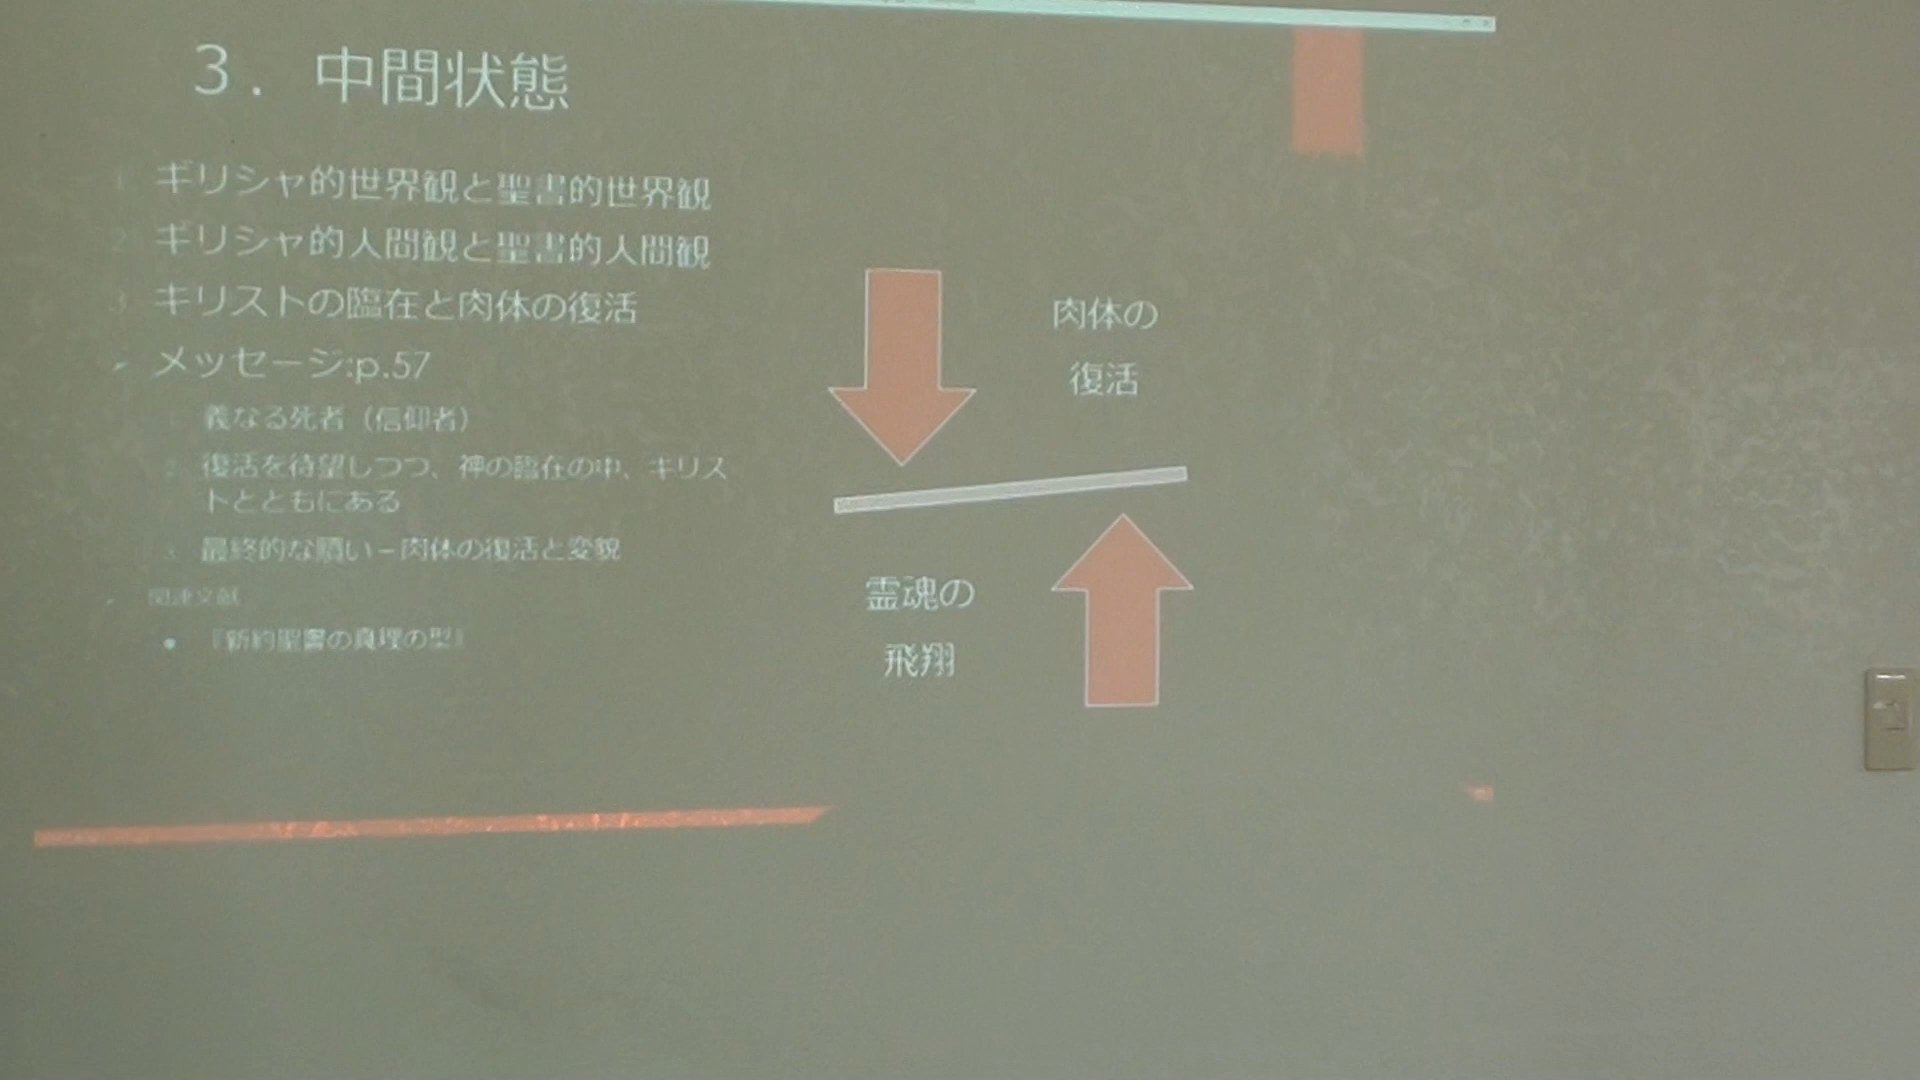 ３．中間状態
1. ギリシャ的世界観と聖書的世界観
2. ギリシャ的人間観と聖書的人間観
3. キリストの臨在と肉体の復活
メッセージ:p.57
1. 義なる死者（信仰者）
2. 復活を待望しつつ、神の臨在の中、キリス
トとともにある
3. 最終的な願い－肉体の復活と変貌
関連文献
• 『新約聖書の真理の型』
肉体の
復活
霊魂の
飛翔